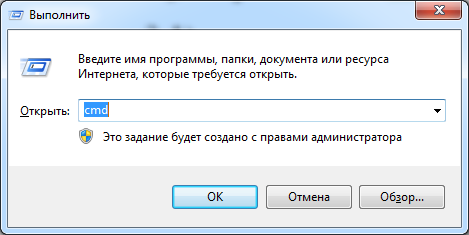 Выполнить
Введите имя программы, папки, документа или ресурса
Интернета, которые требуется открыть.
Открыть: cmd
Это задание будет создано с правами администратора
OK Отмена Обзор...